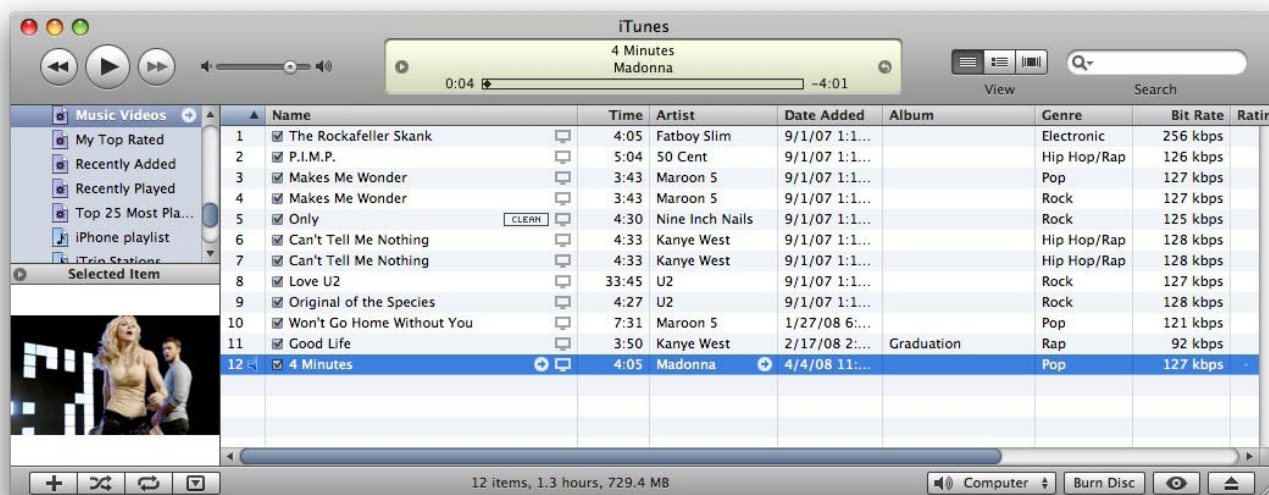 iTunes
4 Minutes
Madonna
0:04 -4:01
View Search
Music Videos
My Top Rated
Recently Added
Recently Played
Top 25 Most Pla...
iPhone playlist
iTrip Stations
Selected Item
Name Time Artist Date Added Album Genre Bit Rate Ratin
1 The Rockafeller Skank 4:05 Fatboy Slim 9/1/07 1:1... Electronic 256 kbps
2 P.I.M.P. 5:04 50 Cent 9/1/07 1:1... Hip Hop/Rap 126 kbps
3 Makes Me Wonder 3:43 Maroon 5 9/1/07 1:1... Pop 127 kbps
4 Makes Me Wonder 3:43 Maroon 5 9/1/07 1:1... Rock 127 kbps
5 Only CLEAN 4:30 Nine Inch Nails 9/1/07 1:1... Rock 125 kbps
6 Can't Tell Me Nothing 4:33 Kanye West 9/1/07 1:1... Hip Hop/Rap 128 kbps
7 Can't Tell Me Nothing 4:33 Kanye West 9/1/07 1:1... Hip Hop/Rap 128 kbps
8 Love U2 33:45 U2 9/1/07 1:1... Rock 127 kbps
9 Original of the Species 4:27 U2 9/1/07 1:1... Rock 128 kbps
10 Won't Go Home Without You 7:31 Maroon 5 1/27/08 6:... Pop 121 kbps
11 Good Life 3:50 Kanye West 2/17/08 2:... Graduation Rap 92 kbps
12 4 Minutes 4:05 Madonna 4/4/08 11:... Pop 127 kbps
12 items, 1.3 hours, 729.4 MB
Computer Burn Disc